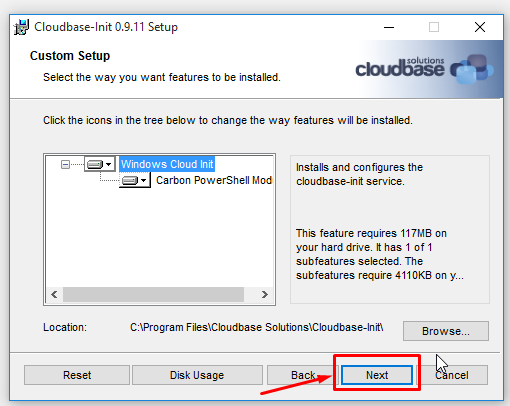 Cloudbase-Init 0.9.11 Setup
Custom Setup
Select the way you want features to be installed.
solutions
cloudbase
Click the icons in the tree below to change the way features will be installed.
Windows Cloud Init
Carbon PowerShell Mod
Installs and configures the
cloudbase-init service.
This feature requires 117MB on
your hard drive. It has 1 of 1
subfeatures selected. The
subfeatures require 4110KB on y...
Location: C:\Program Files\Cloudbase Solutions\Cloudbase-Init\
Browse...
Reset Disk Usage Back Next Cancel